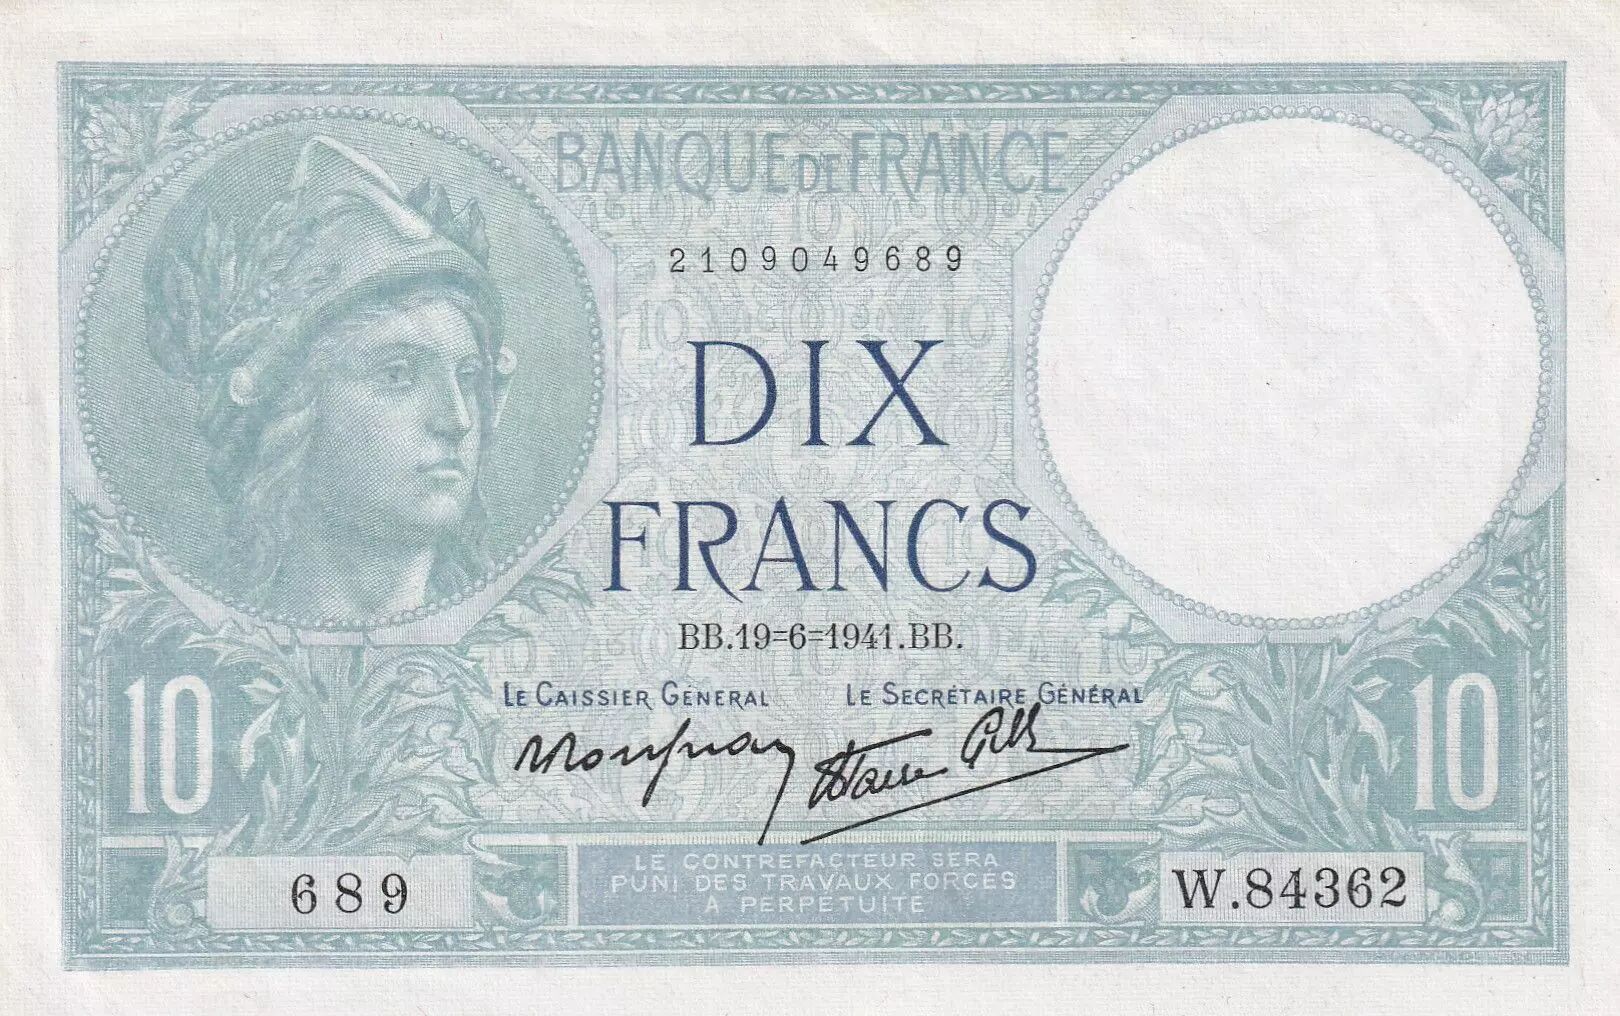 BANQUE DE FRANCE
2109049689
DIX
FRANCS
BB.19=6=1941.BB.
LE CAISSIER GÉNÉRAL
LE SECRÉTAIRE GÉNÉRAL
10
10
LE CONTREFACTEUR SERA
PUNI DES TRAVAUX FORCÉS
À PERPÉTUITÉ
689
W.84362